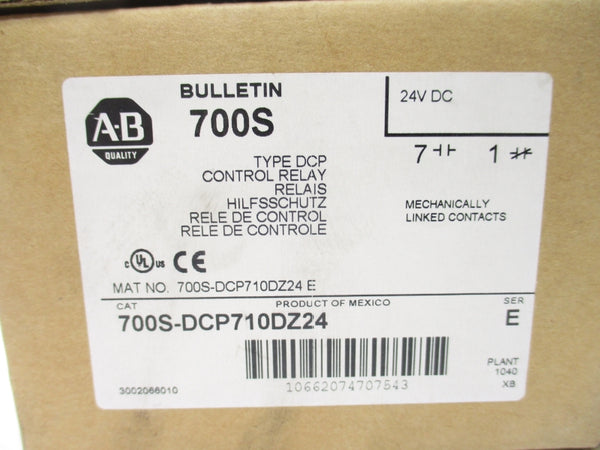 A-B
QUALITY
BULLETIN
700S
TYPE DCP
CONTROL RELAY
RELAIS
HILFSSCHUTZ
RELE DE CONTROL
RELE DE CONTROLE
24V DC
7 1
MECHANICALLY
LINKED CONTACTS
c UL us CE
MAT NO. 700S-DCP710DZ24 E
CAT PRODUCT OF MEXICO SER
700S-DCP710DZ24 E
PLANT
1040
XB
3002066010
10662074707543